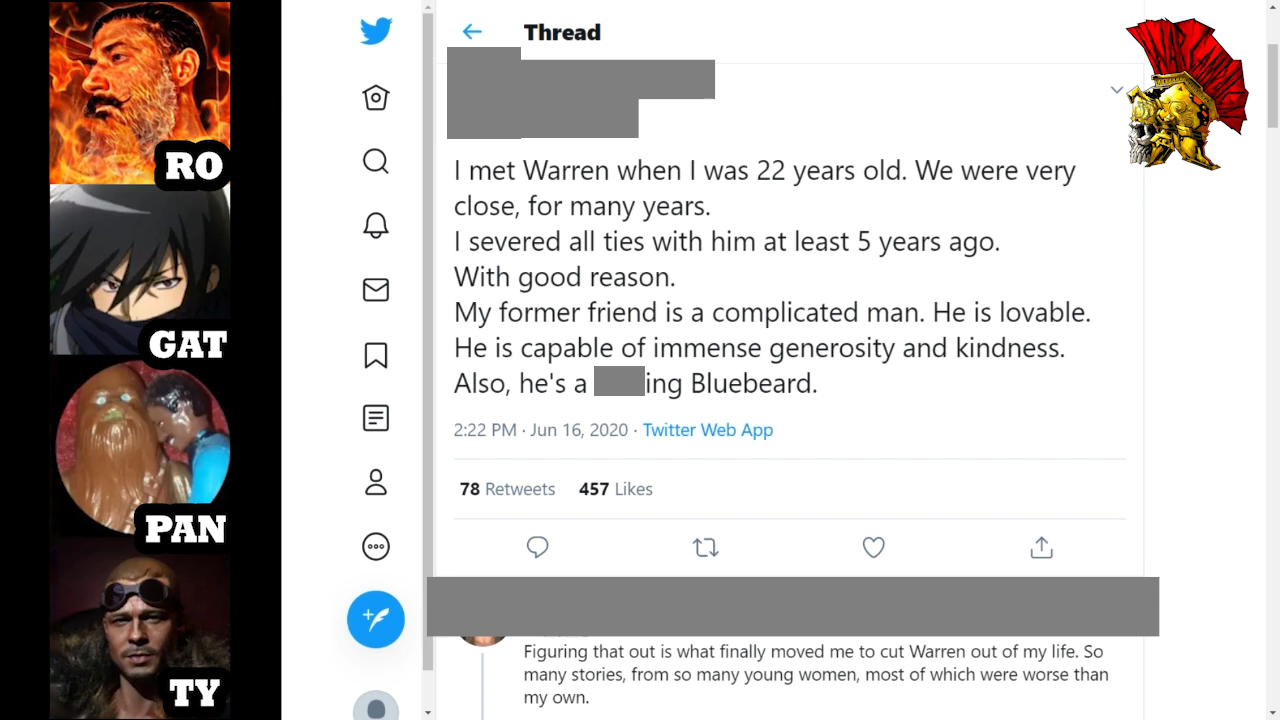 RO
GAT
PAN
TY
Thread
I met Warren when I was 22 years old. We were very
close, for many years.
I severed all ties with him at least 5 years ago.
With good reason.
My former friend is a complicated man. He is lovable.
He is capable of immense generosity and kindness.
Also, he's a ing Bluebeard.
2:22 PM · Jun 16, 2020 · Twitter Web App
78 Retweets 457 Likes
Figuring that out is what finally moved me to cut Warren out of my life. So
many stories, from so many young women, most of which were worse than
my own.